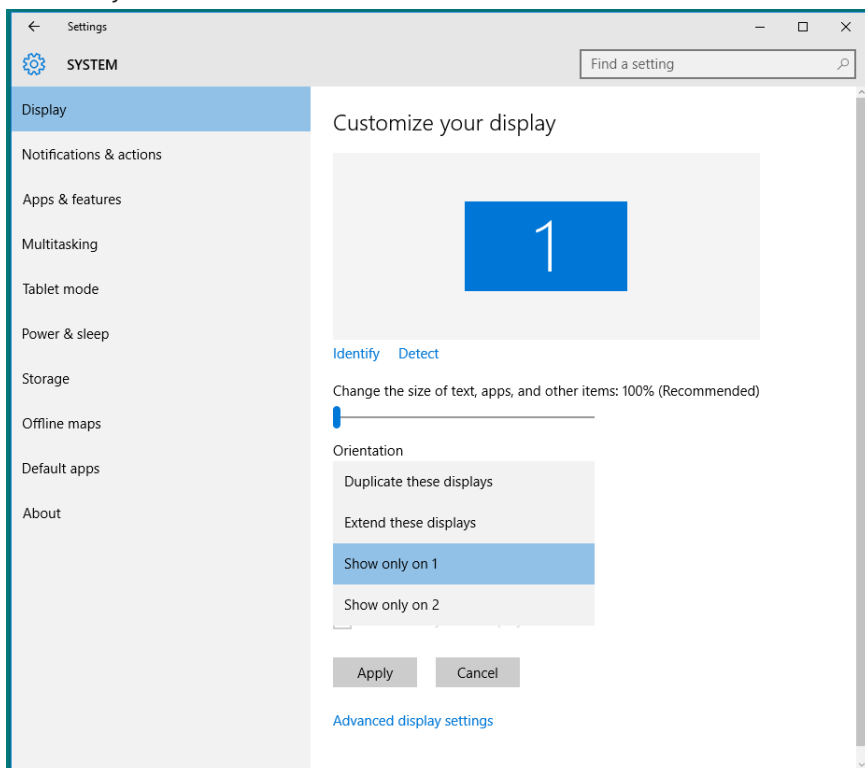 Settings
SYSTEM
Find a setting
Display
Notifications & actions
Apps & features
Multitasking
Tablet mode
Power & sleep
Storage
Offline maps
Default apps
About
Customize your display
1
Identify Detect
Change the size of text, apps, and other items: 100% (Recommended)
Orientation
Duplicate these displays
Extend these displays
Show only on 1
Show only on 2
Apply Cancel
Advanced display settings